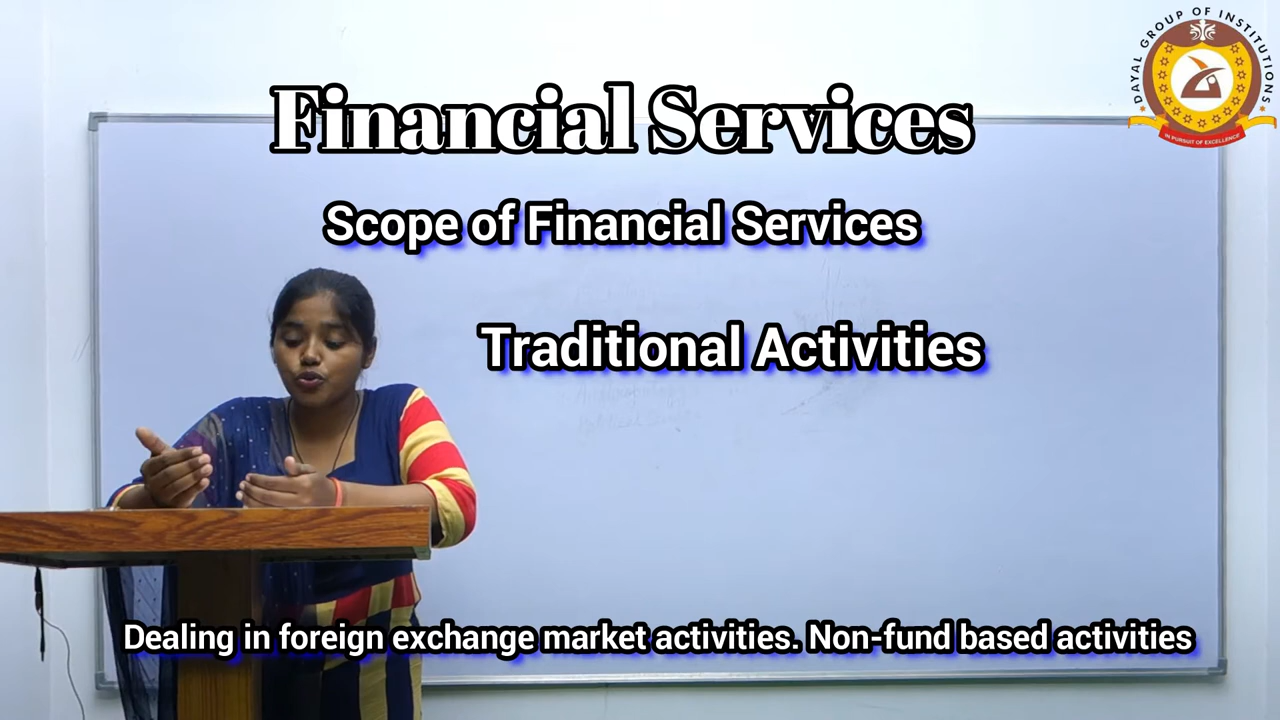 DAYAL GROUP OF INSTITUTIONS
IN PURSUIT OF EXCELLENCE
Financial Services
Scope of Financial Services
Traditional Activities
Dealing in foreign exchange market activities. Non-fund based activities